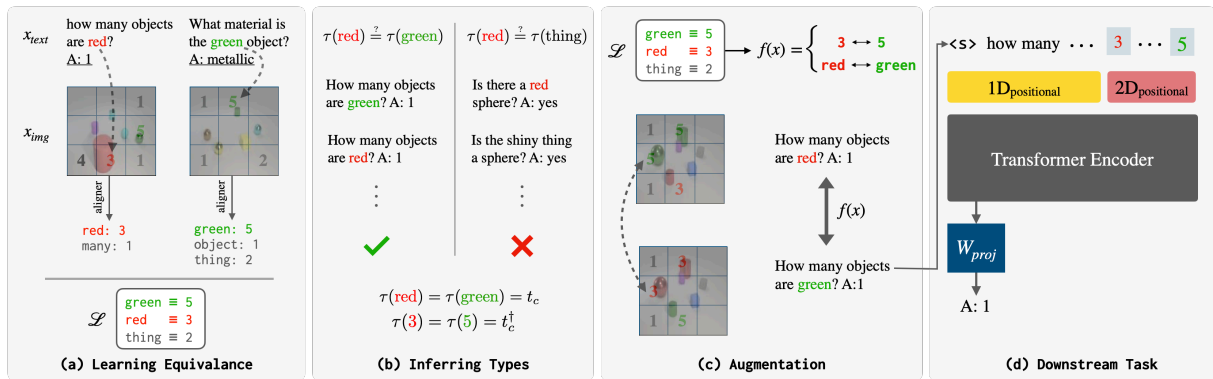 x_text
how many objects
are red?
A: 1
What material is
the green object?
A: metallic
x_img
1
5
4 3 1
1 5
1 2
aligner
aligner
red: 3
many: 1
green: 5
object: 1
thing: 2
ℒ
green ≡ 5
red ≡ 3
thing ≡ 2
(a) Learning Equivalance
τ(red) ≟ τ(green)
τ(red) ≟ τ(thing)
How many objects
are green? A: 1
How many objects
are red? A: 1
⋮
✓
Is there a red
sphere? A: yes
Is the shiny thing
a sphere? A: yes
⋮
✗
τ(red) = τ(green) = t_c
τ(3) = τ(5) = t_c^†
(b) Inferring Types
ℒ
green ≡ 5
red ≡ 3
thing ≡ 2
f(x) = {
3 ↔ 5
red ↔ green
1 5
5
1 3
How many objects
are red? A: 1
f(x)
1 3
3
1 5
How many objects
are green? A:1
(c) Augmentation
<s> how many ... 3 ... 5
1D_positional
2D_positional
Transformer Encoder
W_proj
A: 1
(d) Downstream Task